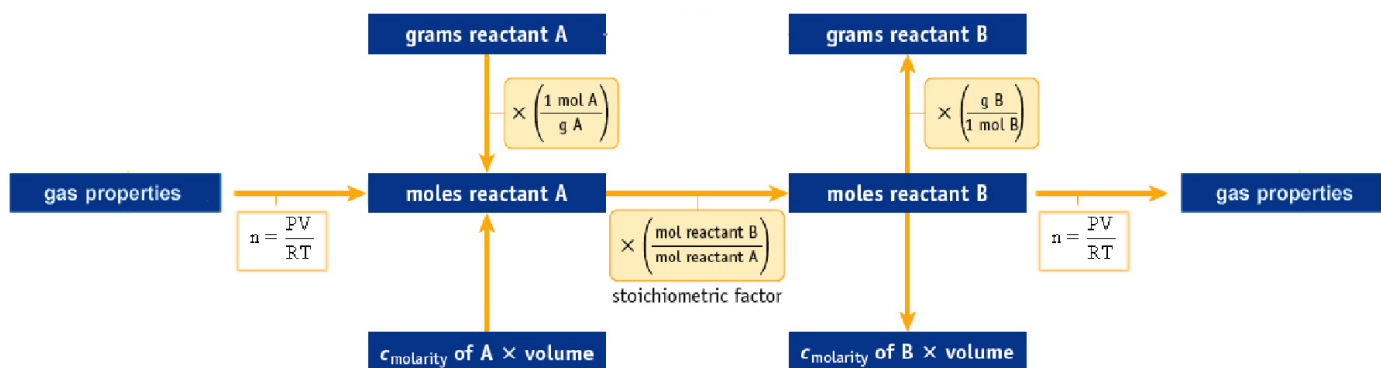 grams reactant A
grams reactant B
× (1 mol A / g A)
× (g B / 1 mol B)
gas properties
moles reactant A
moles reactant B
gas properties
n = PV / RT
× (mol reactant B / mol reactant A)
n = PV / RT
stoichiometric factor
cmolarity of A × volume
cmolarity of B × volume